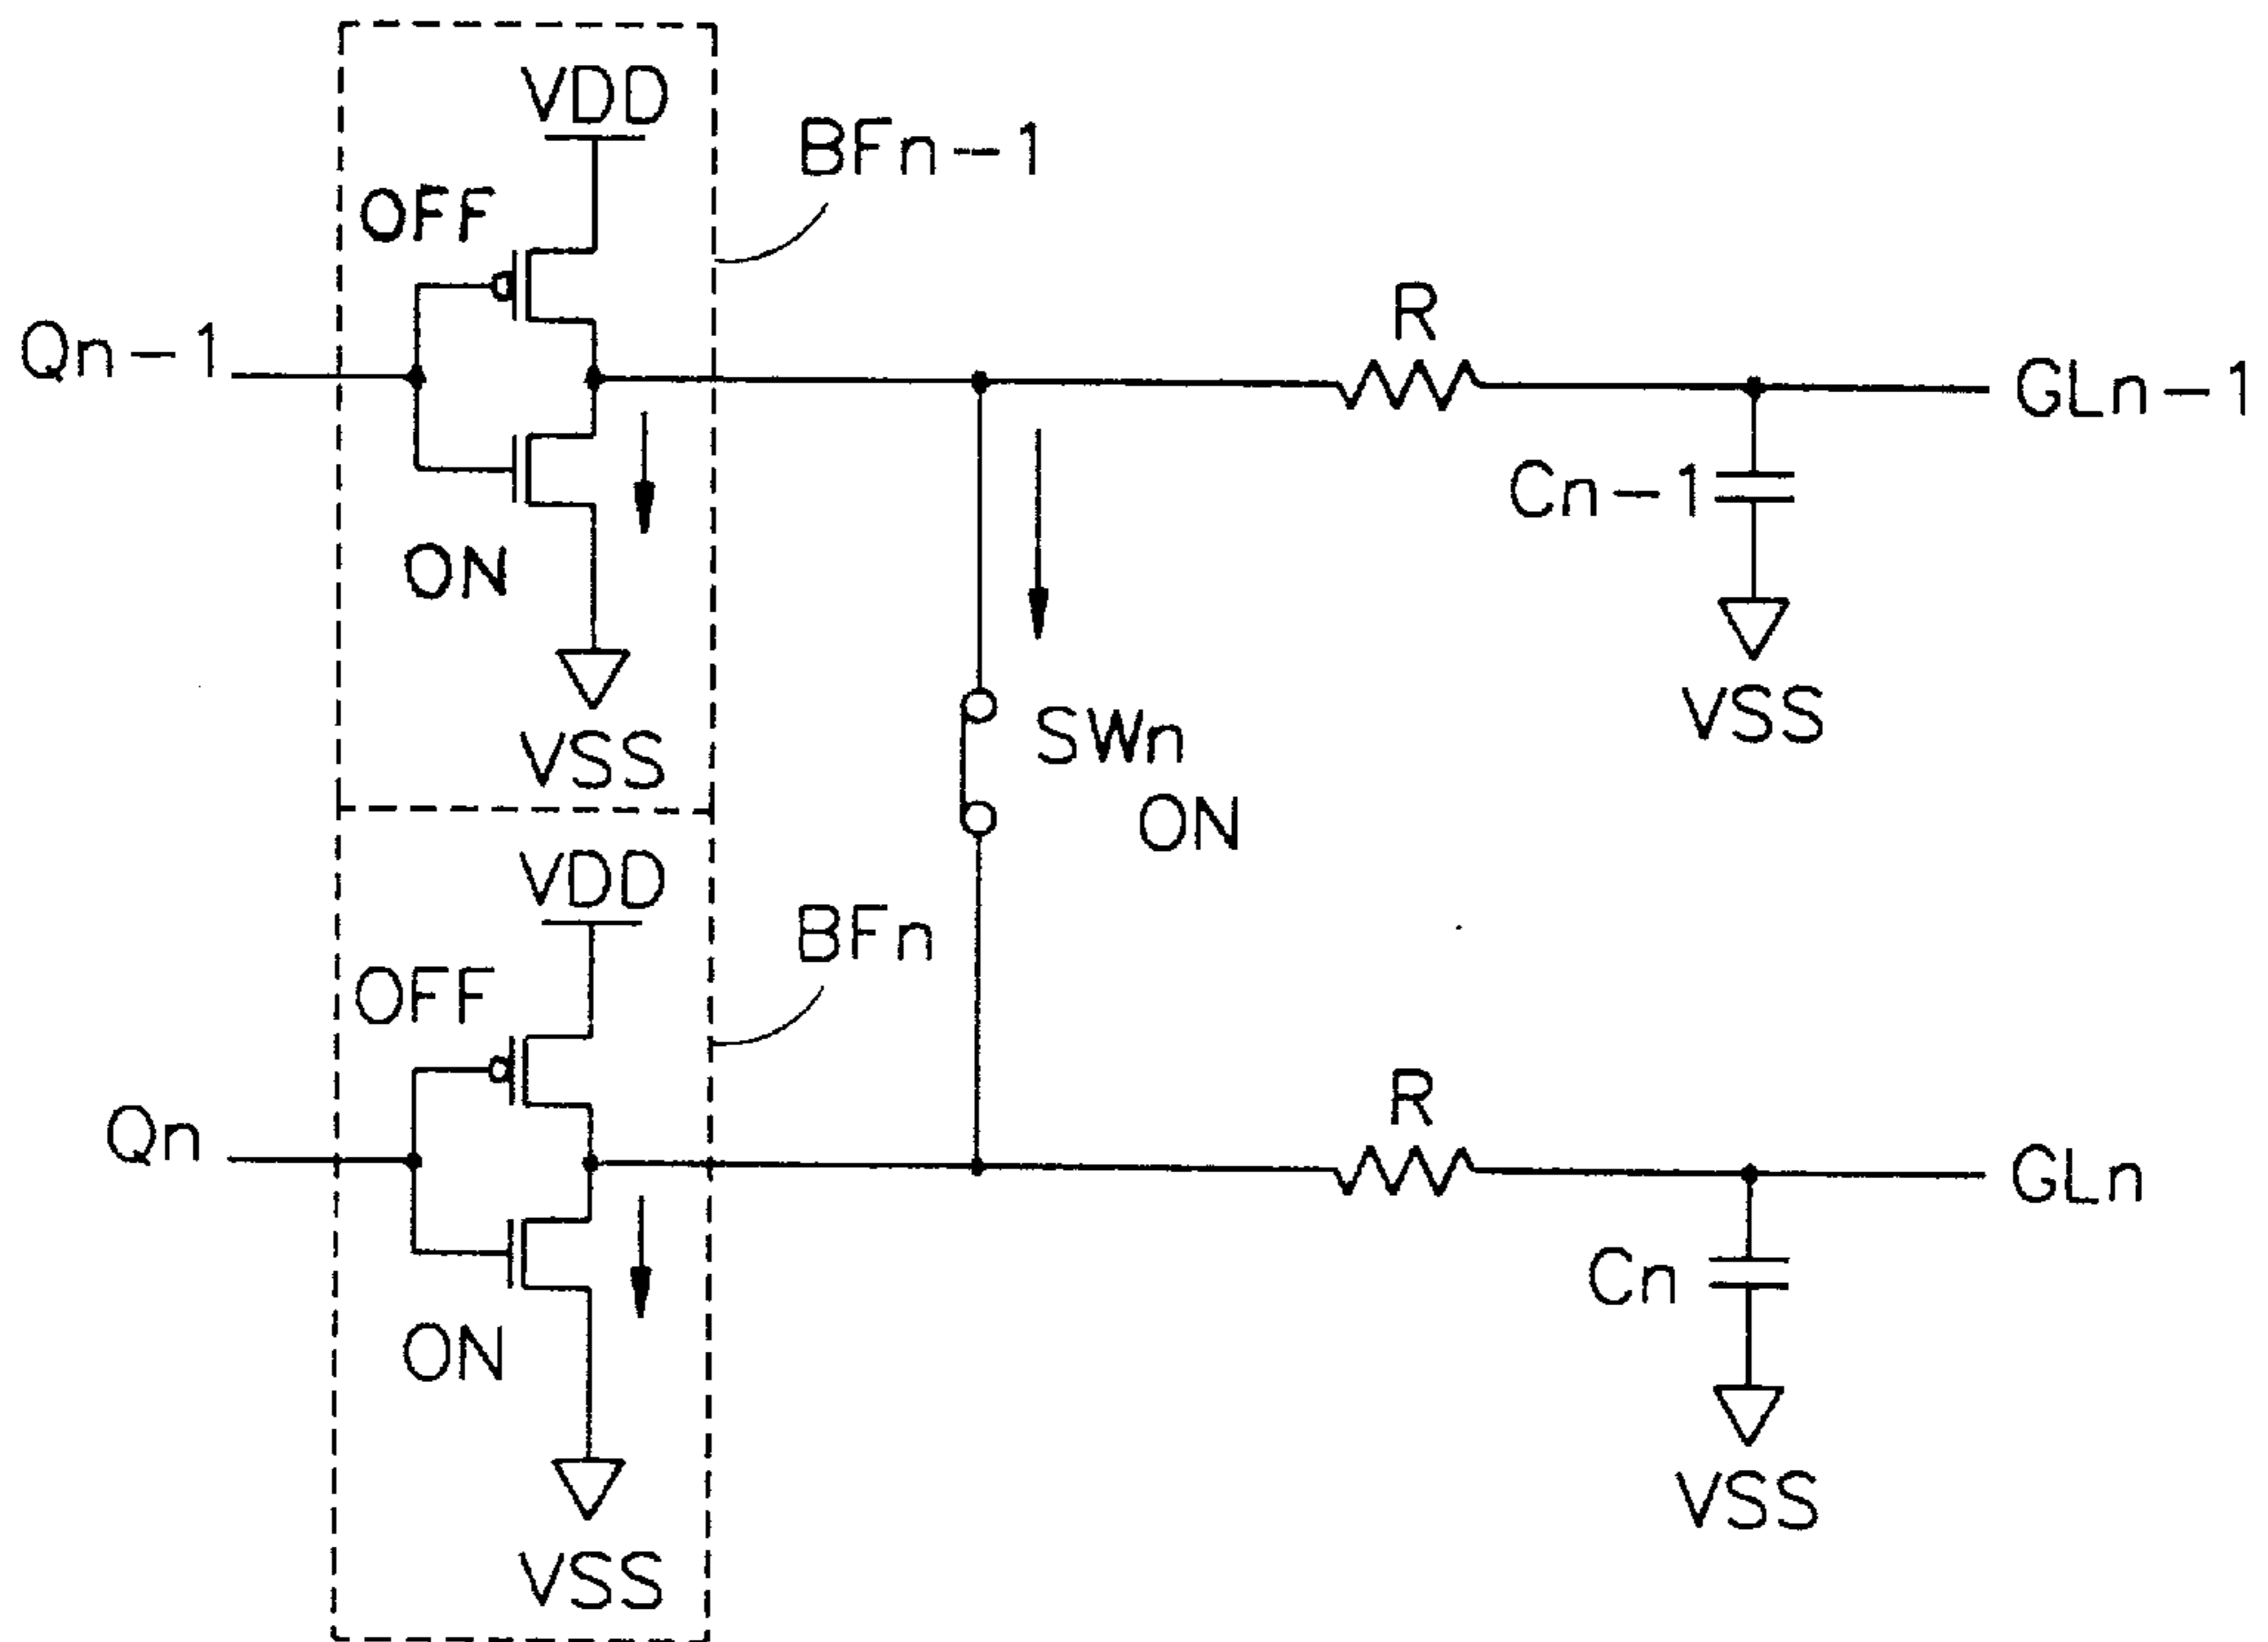 VDD
BFn-1
OFF
R
Qn-1
GLn-1
Cn-1
ON
VSS
SWn
VSS
ON
VDD
BFn
OFF
R
Qn
GLn
Cn
ON
VSS
VSS